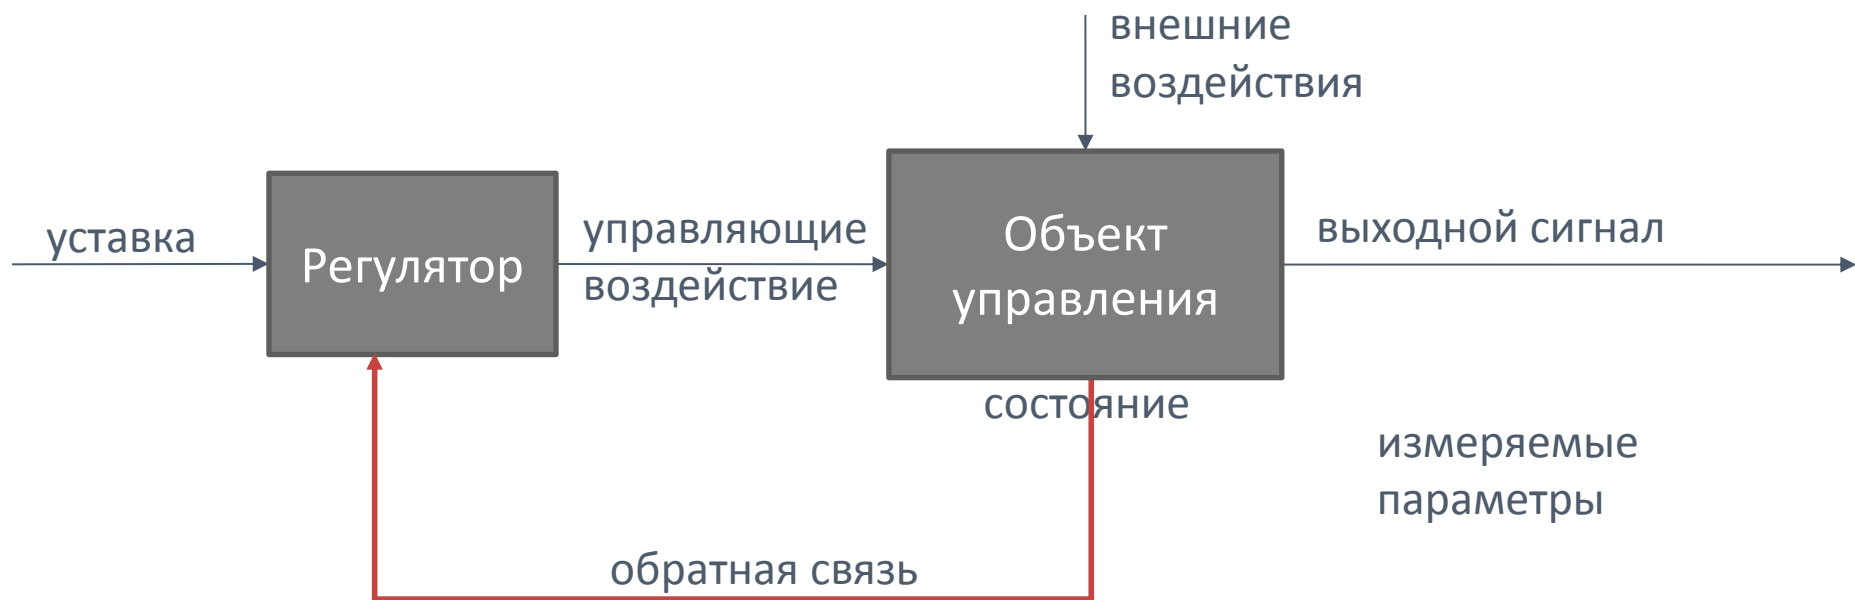 внешние
воздействия
уставка
Регулятор
управляющие
воздействие
Объект
управления
выходной сигнал
состояние
измеряемые
параметры
обратная связь